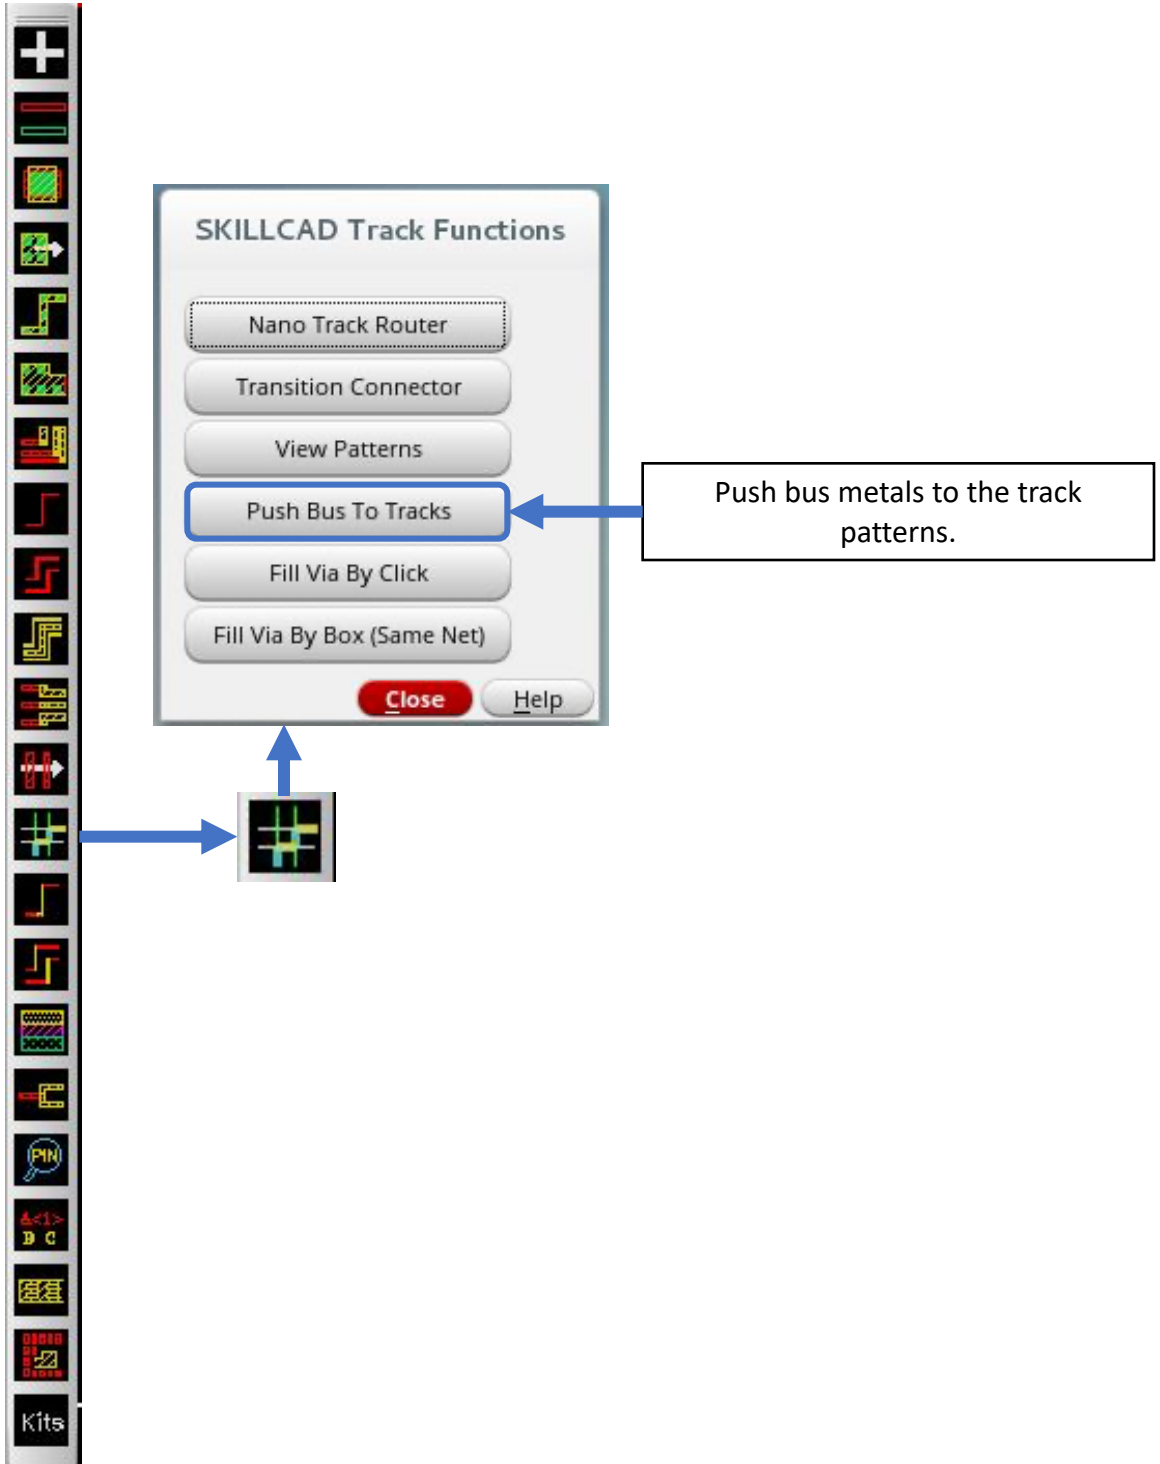 SKILLCAD Track Functions
Nano Track Router
Transition Connector
View Patterns
Push Bus To Tracks
Fill Via By Click
Fill Via By Box (Same Net)
Close Help
Push bus metals to the track
patterns.
PIN
A<1>
B C
Kits